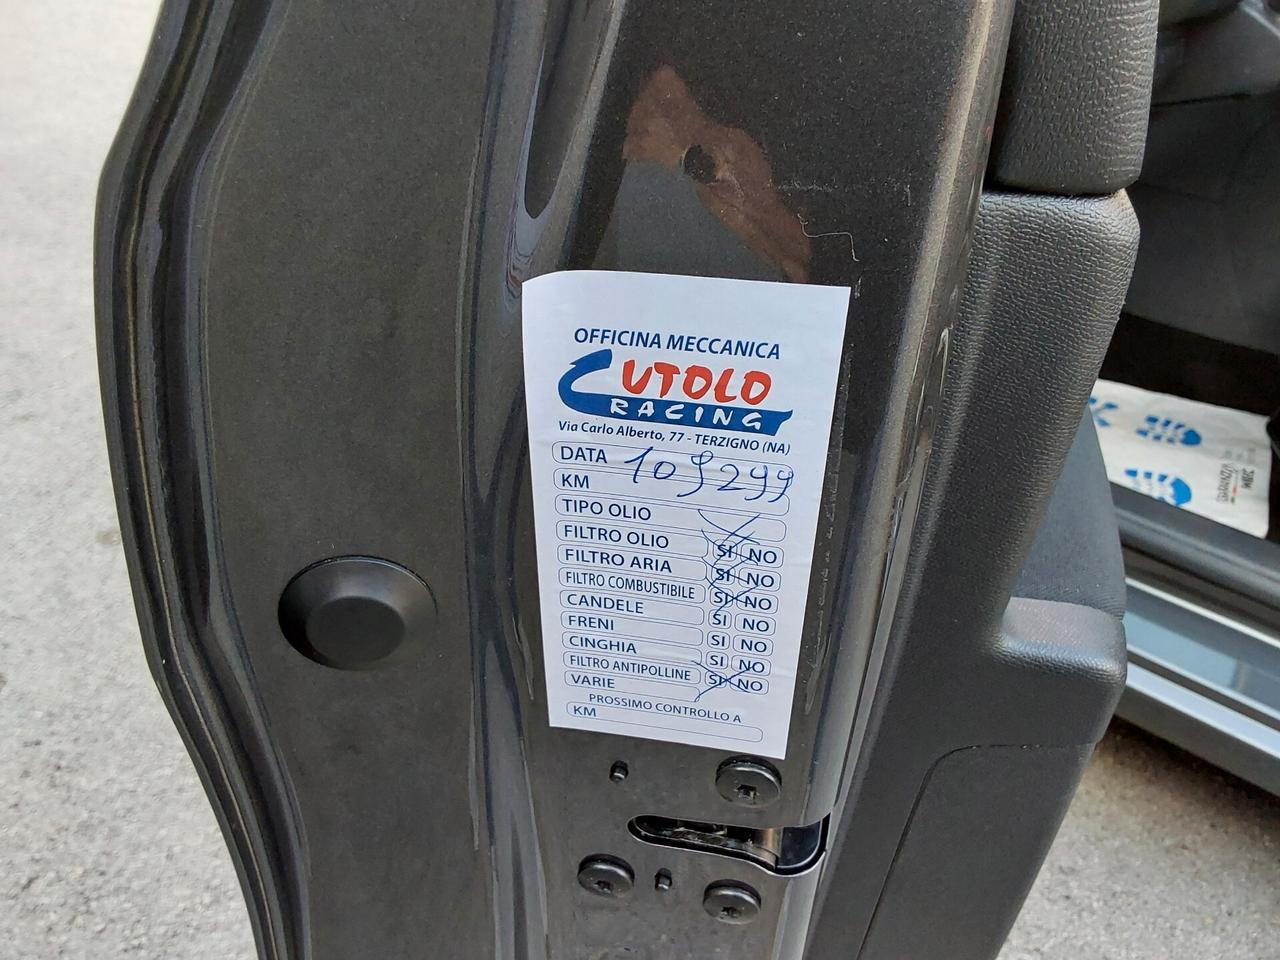 OFFICINA MECCANICA
CUTOLO
RACING
Via Carlo Alberto, 77 - TERZIGNO (NA)
DATA
109299
KM
TIPO OLIO
FILTRO OLIO SI NO
FILTRO ARIA SI NO
FILTRO COMBUSTIBILE SI NO
CANDELE SI NO
FRENI SI NO
CINGHIA SI NO
FILTRO ANTIPOLLINE SI NO
VARIE
PROSSIMO CONTROLLO A
KM